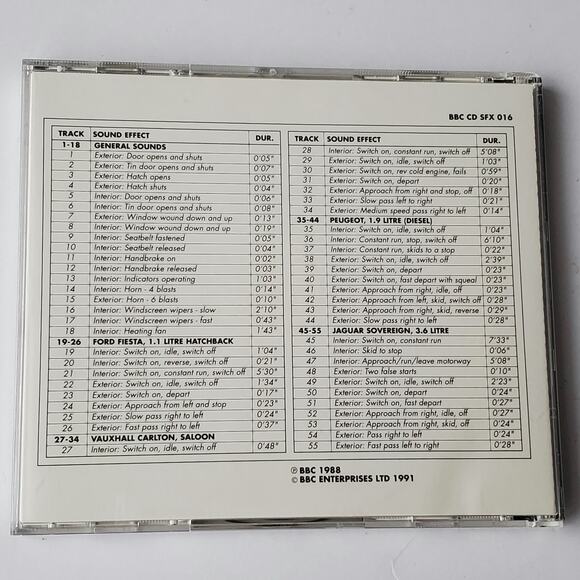 BBC CD SFX 016
TRACK SOUND EFFECT DUR.
1-18 GENERAL SOUNDS
1 Exterior: Door opens and shuts 0'05"
2 Exterior: Tin door opens and shuts 0'07"
3 Exterior: Hatch opens 0'05"
4 Exterior: Hatch shuts 0'04"
5 Interior: Door opens and shuts 0'06"
6 Interior: Tin door opens and shuts 0'08"
7 Exterior: Window wound down and up 0'13"
8 Interior: Window wound down and up 0'19"
9 Interior: Seatbelt fastened 0'05"
10 Interior: Seatbelt released 0'04"
11 Interior: Handbrake on 0'02"
12 Interior: Handbrake released 0'03"
13 Interior: Indicators operating 1'03"
14 Interior: Horn - 4 blasts 0'14"
15 Exterior: Horn - 6 blasts 0'10"
16 Interior: Windscreen wipers - slow 2'10"
17 Interior: Windscreen wipers - fast 0'43"
18 Interior: Heating fan 1'43"
19-26 FORD FIESTA, 1.1 LITRE HATCHBACK
19 Interior: Switch on, idle, switch off 1'04"
20 Interior: Switch on, reverse, switch off 0'21"
21 Interior: Switch on, constant run, switch off 5'30"
22 Exterior: Switch on, idle, switch off 1'34"
23 Exterior: Switch on, depart 0'17"
24 Exterior: Approach from left and stop 0'23"
25 Exterior: Slow pass right to left 0'24"
26 Exterior: Fast pass right to left 0'37"
27-34 VAUXHALL CARLTON, SALOON
27 Interior: Switch on, idle, switch off 0'48"
TRACK SOUND EFFECT DUR.
28 Interior: Switch on, constant run, switch off 5'08"
29 Exterior: Switch on, idle, switch off 1'03"
30 Exterior: Switch on, rev cold engine, fails 0'59"
31 Exterior: Switch on, depart 0'20"
32 Exterior: Approach from right and stop, off 0'18"
33 Exterior: Slow pass left to right 0'21"
34 Exterior: Medium speed pass right to left 0'14"
35-44 PEUGEOT, 1.9 LITRE (DIESEL)
35 Interior: Switch on, idle, switch off 1'04"
36 Interior: Constant run, stop, switch off 6'10"
37 Interior: Constant run, skids to a stop 0'22"
38 Exterior: Switch on, idle, switch off 2'39"
39 Exterior: Switch on, depart 0'23"
40 Exterior: Switch on, fast depart with squeal 0'23"
41 Exterior: Approach from right, idle, off 0'23"
42 Exterior: Approach from left, skid, switch off 0'28"
43 Exterior: Approach from right, skid, reverse 0'29"
44 Exterior: Slow pass right to left 0'28"
45-55 JAGUAR SOVEREIGN, 3.6 LITRE
45 Interior: Switch on, constant run 7'33"
46 Interior: Skid to stop 0'06"
47 Interior: Approach/run/leave motorway 5'08"
48 Exterior: Two false starts 0'10"
49 Exterior: Switch on, idle, switch off 2'23"
50 Exterior: Switch on, depart 0'24"
51 Exterior: Switch on, fast depart 0'27"
52 Exterior: Approach from right, idle, off 0'27"
53 Exterior: Approach from right, skid, off 0'23"
54 Exterior: Pass right to left 0'24"
55 Exterior: Fast pass left to right 0'28"
℗ BBC 1988
© BBC ENTERPRISES LTD 1991